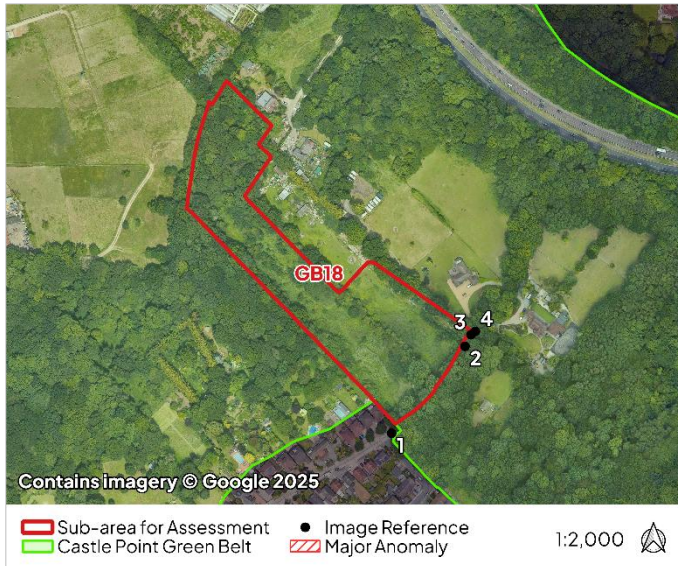 GB18
3
4
2
1
Contains imagery © Google 2025
Sub-area for Assessment
Image Reference
1:2,000
Castle Point Green Belt
Major Anomaly